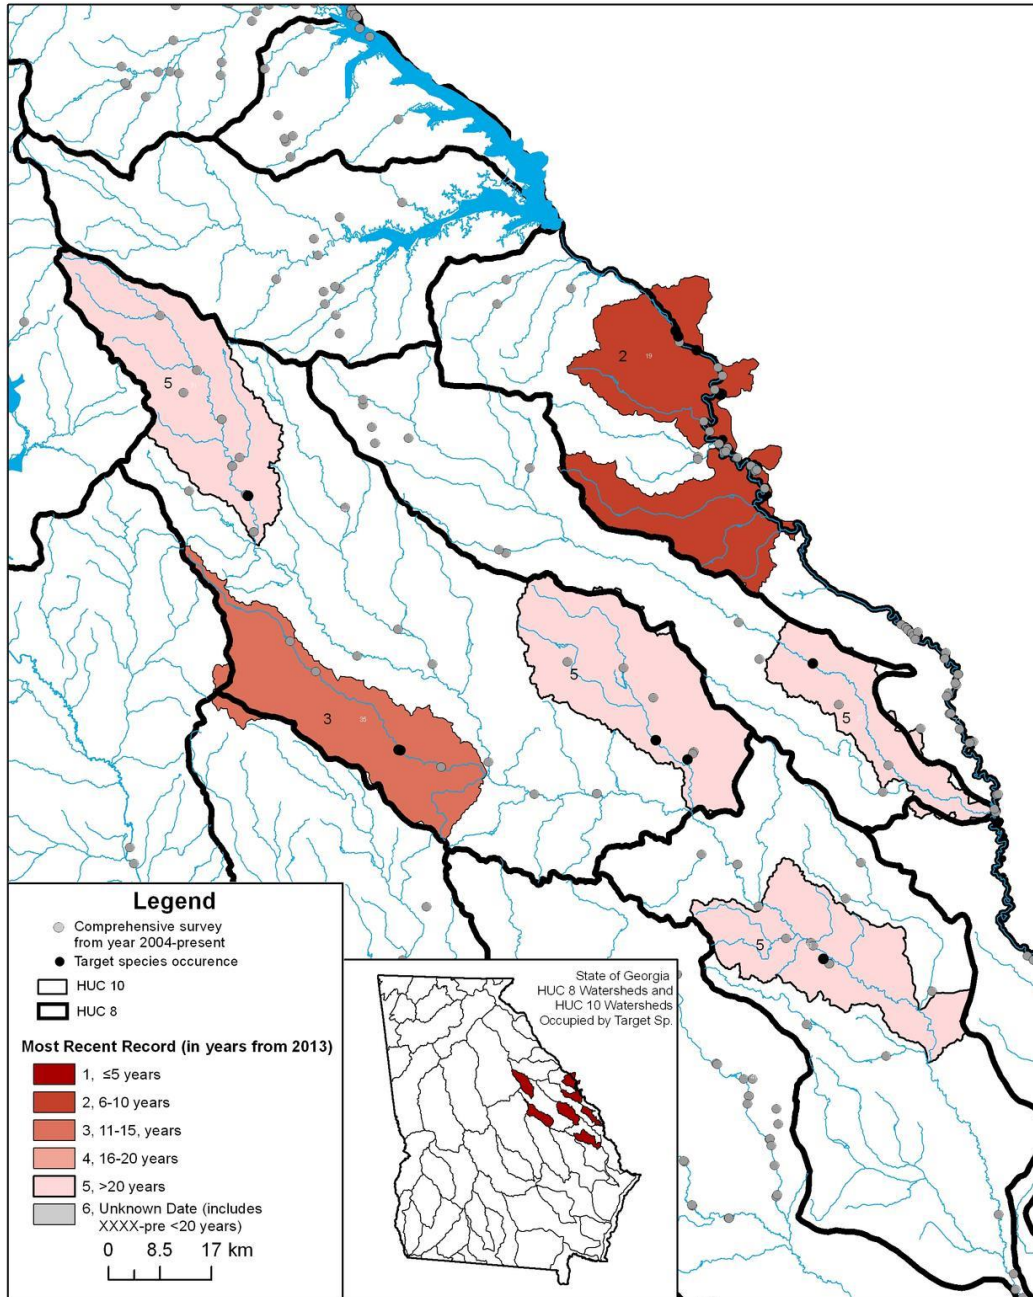 2
19
5
3
5
5
5
Legend
Comprehensive survey
from year 2004-present
Target species occurence
HUC 10
HUC 8
Most Recent Record (in years from 2013)
1, ≤5 years
2, 6-10 years
3, 11-15, years
4, 16-20 years
5, >20 years
6, Unknown Date (includes
XXXX-pre <20 years)
0 8.5 17 km
State of Georgia
HUC 8 Watersheds and
HUC 10 Watersheds
Occupied by Target Sp.